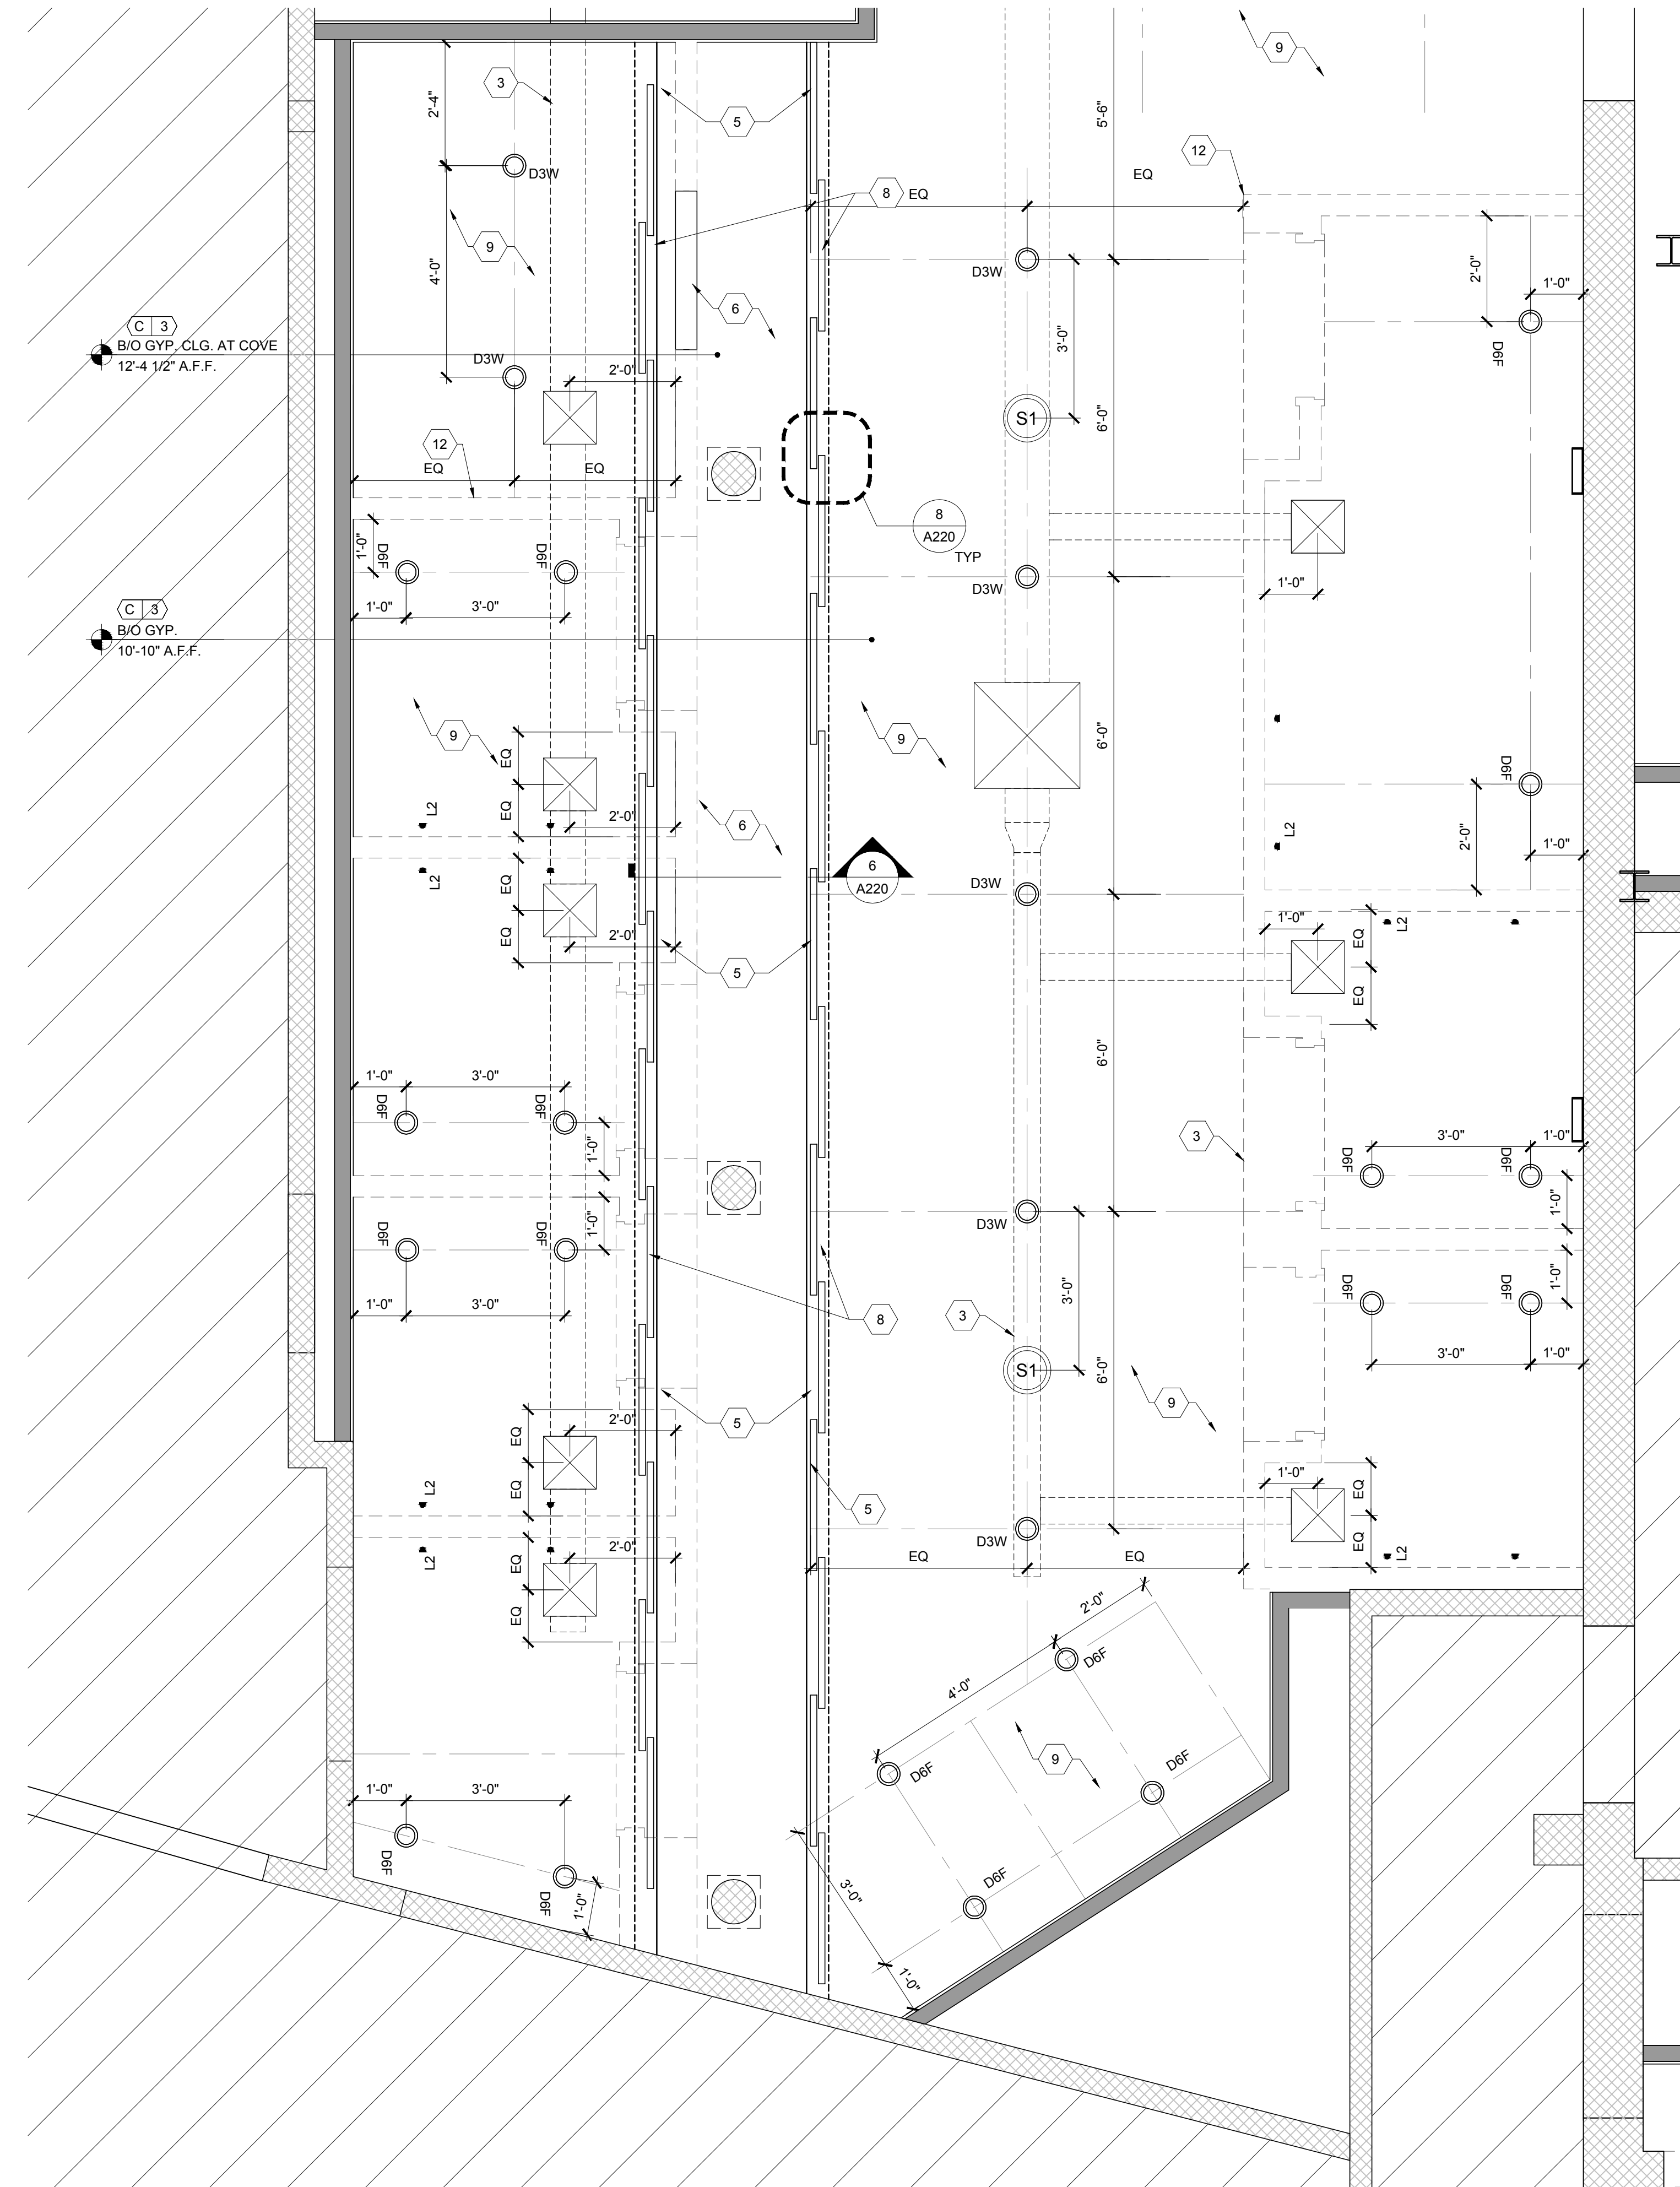 9
3
2'-4"
5'-6"
5
12
EQ
D3W
8
EQ
9
2'-0"
1'-0"
4'-0"
D3W
C 3
B/O GYP. CLG. AT COVE
12'-4 1/2" A.F.F.
6
3'-0"
D6F
D3W
2'-0"
S1
6'-0"
12
EQ
EQ
8
A220
TYP
1'-0"
D6F
D6F
D3W
1'-0"
1'-0"
3'-0"
C 3
B/O GYP.
10'-10" A.F.F.
9
EQ
9
6'-0"
D6F
EQ
L2
2'-0"
6
L2
2'-0"
1'-0"
L2
6
A220
D3W
EQ
2'-0"
1'-0"
L2
EQ
EQ
5
EQ
6'-0"
1'-0"
3'-0"
D6F
D6F
1'-0"
3
3'-0"
1'-0"
D6F
D6F
1'-0"
D3W
1'-0"
D6F
D6F
1'-0"
D6F
D6F
1'-0"
3'-0"
8
3
3'-0"
S1
6'-0"
3'-0"
1'-0"
9
EQ
2'-0"
5
1'-0"
EQ
L2
EQ
5
EQ
L2
EQ
2'-0"
D3W
EQ
EQ
L2
EQ
2'-0"
D6F
4'-0"
D6F
9
D6F
1'-0"
3'-0"
D6F
D6F
1'-0"
3'-0"
D6F
1'-0"